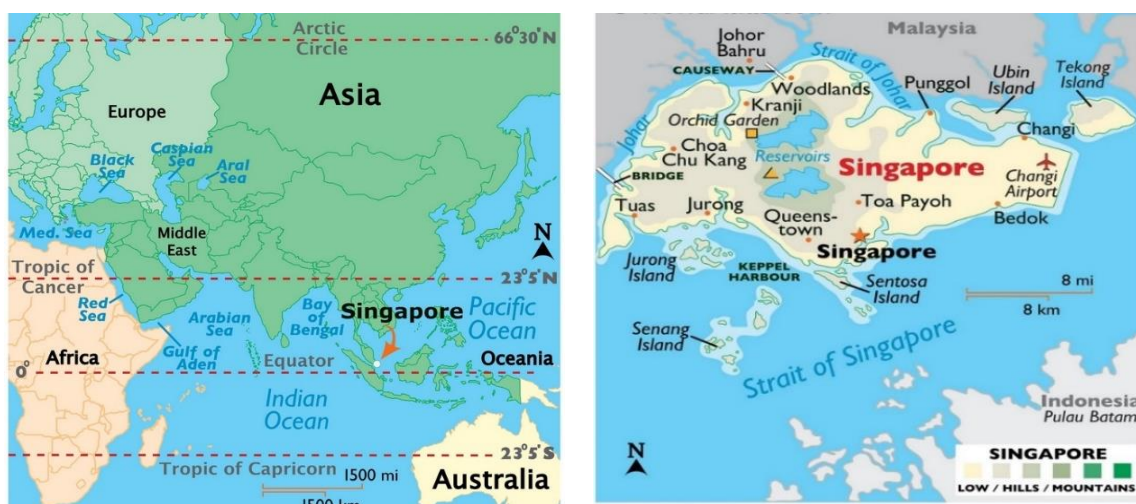 Arctic
Circle
66°30'N
Asia
Europe
Black
Sea
Caspian
Sea
Aral
Sea
Med. Sea
Middle
East
N
Tropic of
Cancer
23°5'N
Red
Sea
Arabian
Sea
Bay
of
Bengal
Singapore
Pacific
Ocean
Africa
Gulf of
Aden
Equator
Oceania
0°
Indian
Ocean
23°5'S
Tropic of Capricorn
1500 mi
1500 km
Australia
Malaysia
Johor
Bahru
Strait of Johor
CAUSEWAY
Woodlands
Punggol
Ubin
Island
Tekong
Island
Kranji
Orchid Garden
Johor
Choa
Chu Kang
Reservoirs
Changi
Singapore
Changi
Airport
BRIDGE
Tuas
Jurong
Toa Payoh
Bedok
Queens-
town
Singapore
Jurong
Island
KEPPEL
HARBOUR
Sentosa
Island
8 mi
8 km
Senang
Island
Strait of Singapore
Indonesia
Pulau Batam
N
SINGAPORE
LOW / HILLS / MOUNTAINS